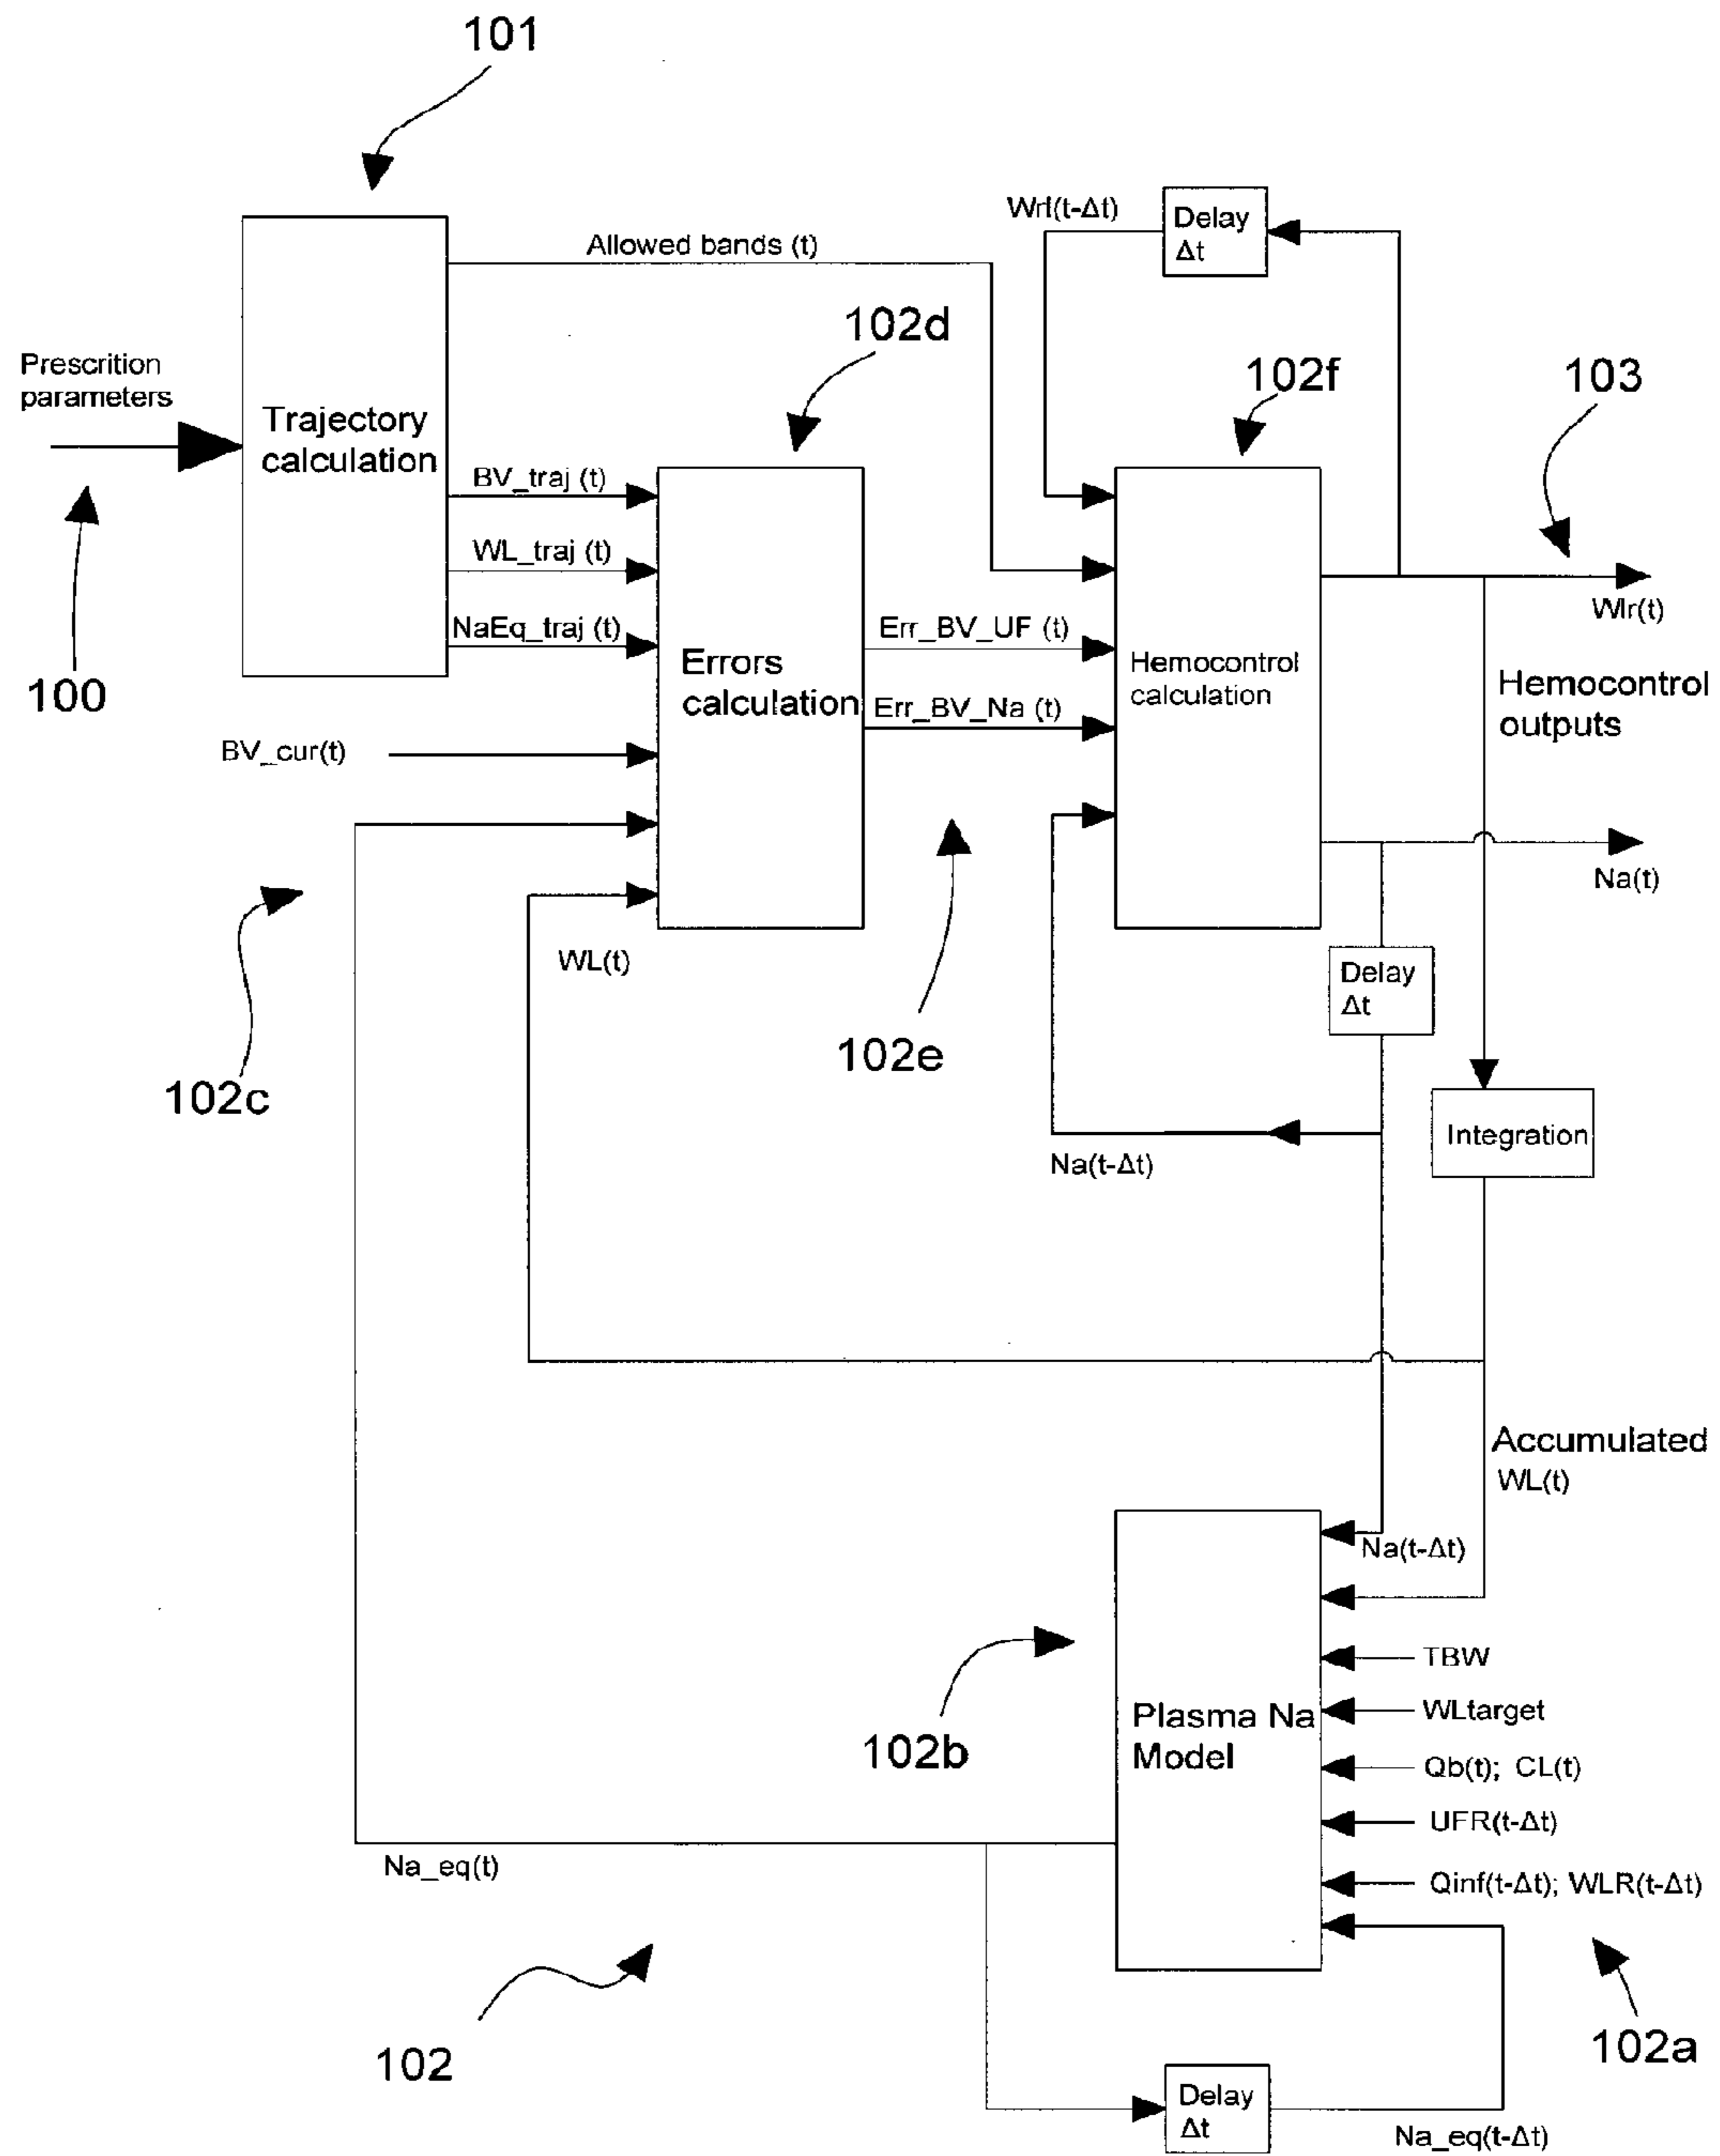 101
Wrl(t-Δt)
Delay
Δt
Allowed bands (t)
102d
102f
103
Prescrition
parameters
Trajectory
calculation
BV_traj (t)
WL_traj (t)
Wlr(t)
NaEq_traj (t)
Err_BV_UF (t)
100
Errors
calculation
Hemocontrol
calculation
Hemocontrol
outputs
Err_BV_Na (t)
BV_cur(t)
Na(t)
WL(t)
Delay
Δt
102e
102c
Integration
Na(t-Δt)
Accumulated
WL(t)
Na(t-Δt)
TBW
102b
Plasma Na
Model
WLtarget
Qb(t); CL(t)
UFR(t-Δt)
Na_eq(t)
Qinf(t-Δt); WLR(t-Δt)
102
102a
Delay
Δt
Na_eq(t-Δt)